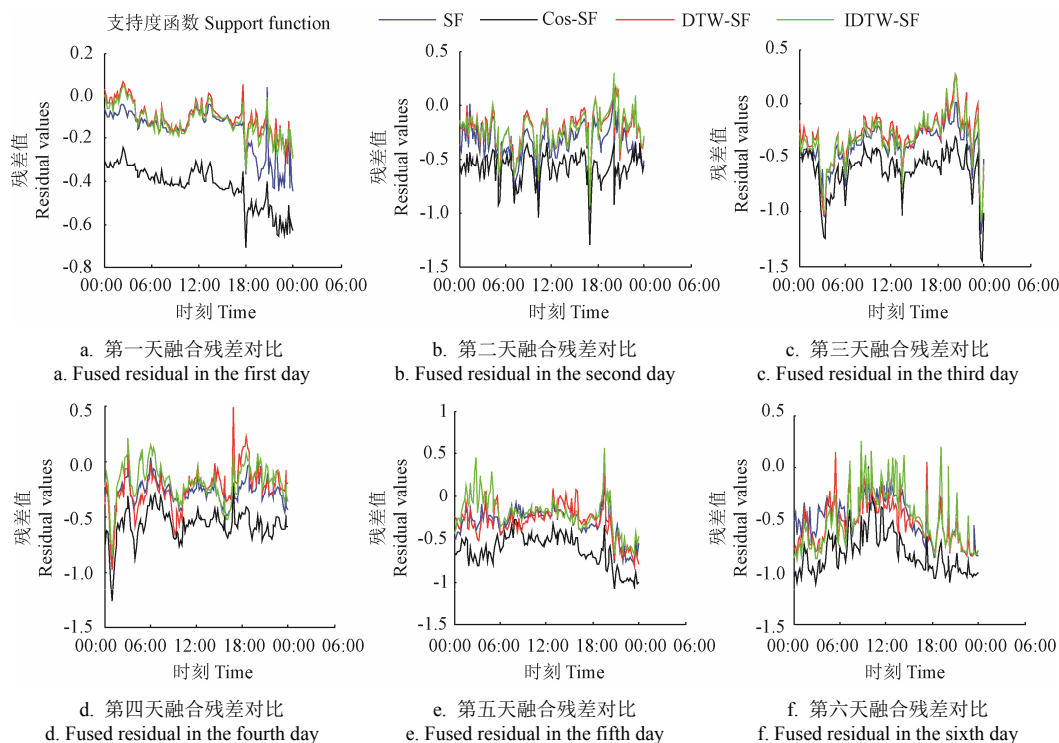 支持度函数 Support function SF Cos-SF DTW-SF IDTW-SF
残差值
Residual values
0.2
0.0
-0.2
-0.4
-0.6
-0.8
00:00 06:00 12:00 18:00 00:00 06:00
时刻 Time
a. 第一天融合残差对比
a. Fused residual in the first day
残差值
Residual values
0.5
0.0
-0.5
-1.0
-1.5
00:00 06:00 12:00 18:00 00:00 06:00
时刻 Time
b. 第二天融合残差对比
b. Fused residual in the second day
残差值
Residual values
0.5
0.0
-0.5
-1.0
-1.5
00:00 06:00 12:00 18:00 00:00 06:00
时刻 Time
c. 第三天融合残差对比
c. Fused residual in the third day
残差值
Residual values
0.5
0.0
-0.5
-1.0
-1.5
00:00 06:00 12:00 18:00 00:00 06:00
时刻 Time
d. 第四天融合残差对比
d. Fused residual in the fourth day
残差值
Residual values
1
0.5
0
-0.5
-1
-1.5
00:00 06:00 12:00 18:00 00:00 06:00
时刻 Time
e. 第五天融合残差对比
e. Fused residual in the fifth day
残差值
Residual values
0.5
0.0
-0.5
-1.0
-1.5
00:00 06:00 12:00 18:00 00:00 06:00
时刻 Time
f. 第六天融合残差对比
f. Fused residual in the sixth day